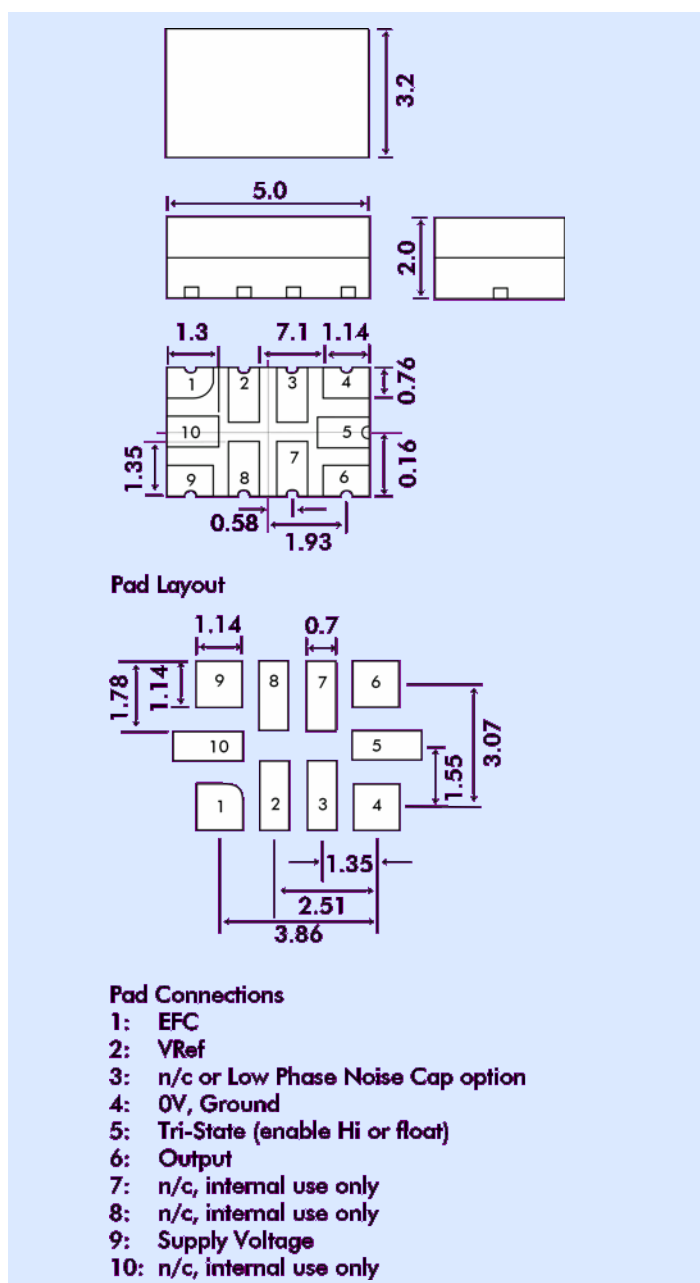 3.2
5.0
2.0
1.3 7.1 1.14
1 2 3 4
0.76
10 5
7
1.35
0.16
9 8 6
0.58
1.93
Pad Layout
1.14 0.7
9 8 7 6
1.78
1.14
3.07
10 5
1.55
1 2 3 4
1.35
2.51
3.86
Pad Connections
1: EFC
2: VRef
3: n/c or Low Phase Noise Cap option
4: 0V, Ground
5: Tri-State (enable Hi or float)
6: Output
7: n/c, internal use only
8: n/c, internal use only
9: Supply Voltage
10: n/c, internal use only